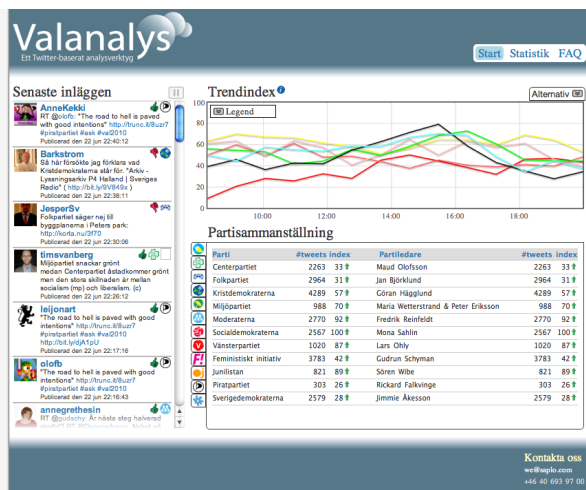 Valanalys
Ett Twitter-baserat analysverktyg
Start Statistik FAQ
Senaste inläggen
AnneKekki
RT @olofb: "The road to hell is paved
with good intentions" http://trunc.it/8uzr7
#piratpartiet #ask #val2010
Publicerad den 22 jun 22:40:12
Barkstrom
Så här försökte jag förklara vad
Kristdemokraterna står för. "Arkiv -
Lyssningsarkiv P4 Halland | Sveriges
Radio" ( http://bit.ly/9V849x )
Publicerad den 22 jun 22:38:11
JesperSv
Folkpartiet säger nej till
byggplanerna i Peters park:
http://korta.nu/3f70
Publicerad den 22 jun 22:30:06
timsvanberg
Miljöpartiet snackar grönt
medan Centerpartiet åstadkommer grönt
men den stora skillnaden är mellan
socialism (mp) och liberalism. (c)
Publicerad den 22 jun 22:26:12
leijonart
"The road to hell is paved with good
intentions" http://trunc.it/8uzr7
#piratpartiet #ask #val2010
http://bit.ly/djA1pU
Publicerad den 22 jun 22:17:16
olofb
"The road to hell is paved with good
intentions" http://trunc.it/8uzr7
#piratpartiet #ask #val2010
Publicerad den 22 jun 22:16:43
annegrethesin
RT @gudschy: Är nästa steg halverad
Trendindex
Alternativ
Legend
100
80
60
40
20
0
10:00 12:00 14:00 16:00 18:00
Partisammanställning
Parti #tweets index Partiledare #tweets index
Centerpartiet 2263 33 Maud Olofsson 2263 33
Folkpartiet 2964 31 Jan Björklund 2964 31
Kristdemokraterna 4289 57 Göran Hägglund 4289 57
Miljöpartiet 988 70 Maria Wetterstrand & Peter Eriksson 988 70
Moderaterna 2770 92 Fredrik Reinfeldt 2770 92
Socialdemokraterna 2567 100 Mona Sahlin 2567 100
Vänsterpartiet 1020 87 Lars Ohly 1020 87
Feministiskt initiativ 3783 42 Gudrun Schyman 3783 42
Junilistan 821 89 Sören Wibe 821 89
Piratpartiet 303 26 Rickard Falkvinge 303 26
Sverigedemokraterna 2579 28 Jimmie Åkesson 2579 28
Kontakta oss
we@saplo.com
+46 40 693 97 00